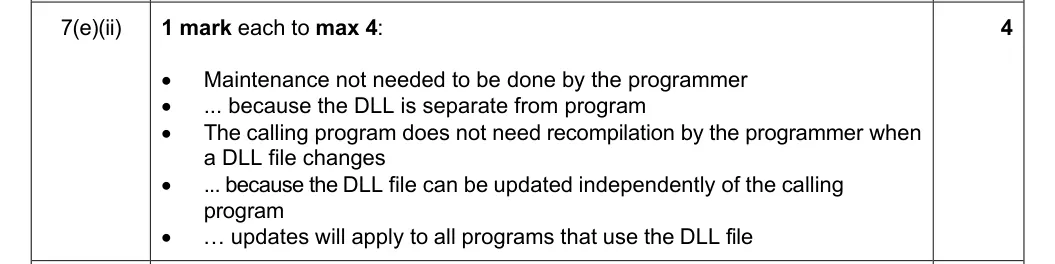 7(e)(ii) 1 mark each to max 4: 4
• Maintenance not needed to be done by the programmer
• ... because the DLL is separate from program
• The calling program does not need recompilation by the programmer when
a DLL file changes
• ... because the DLL file can be updated independently of the calling
program
• … updates will apply to all programs that use the DLL file